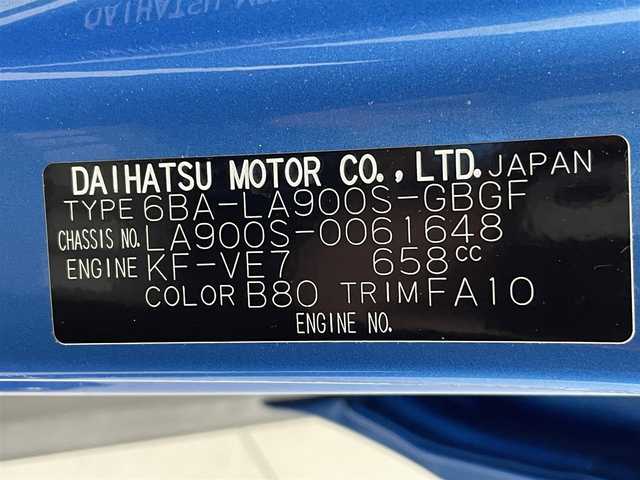 DAIHATSU MOTOR CO., LTD. JAPAN
TYPE 6BA-LA900S-GBGF
CHASSIS NO. LA900S-0061648
ENGINE KF-VE7 658cc
COLOR B80 TRIM FA10
ENGINE NO.